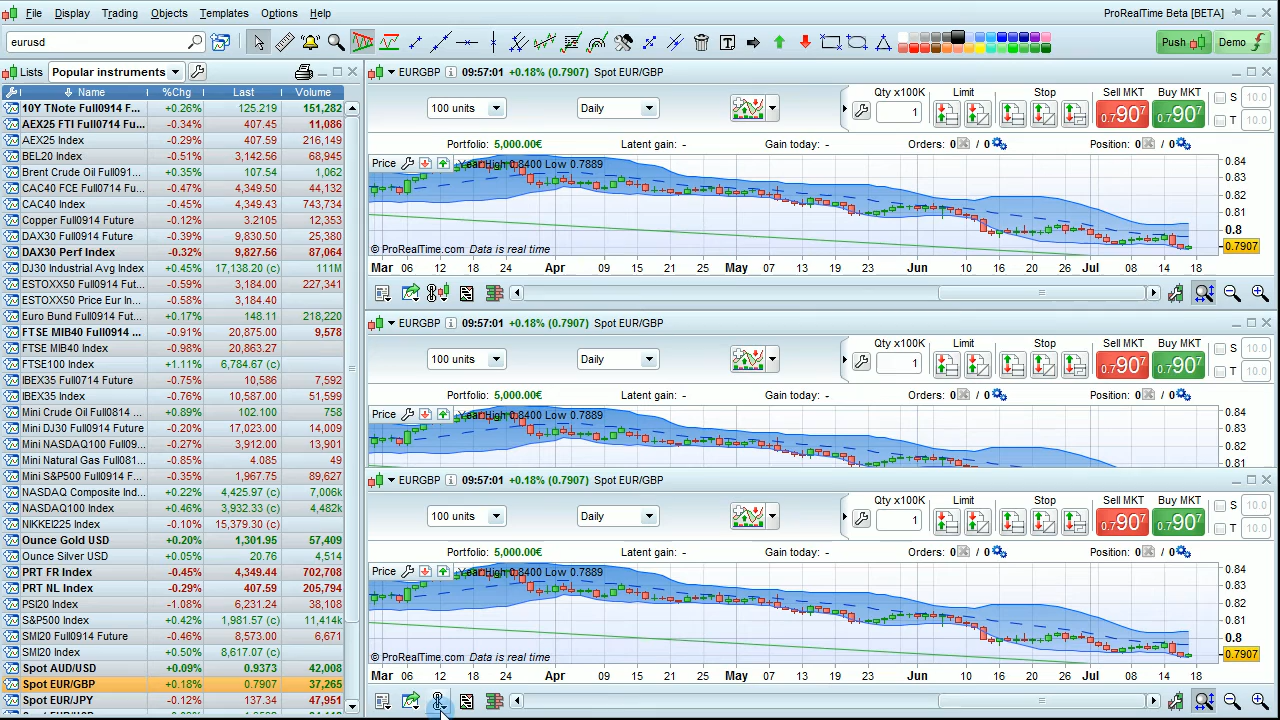 File Display Trading Objects Templates Options Help ProRealTime Beta [BETA]
eurusd Push Demo
Lists Popular instruments
Name %Chg Last Volume
10Y TNote Full0914 F... +0.26% 125.219 151,282
AEX25 FTI Full0714 Fu... -0.34% 407.45 11,086
AEX25 Index -0.29% 407.59 216,149
BEL20 Index -0.51% 3,142.56 68,945
Brent Crude Oil Full091... +0.35% 107.54 1,062
CAC40 FCE Full0714 F... -0.47% 4,349.50 44,132
CAC40 Index -0.45% 4,349.43 743,734
Copper Full0914 Future -0.12% 3.2105 12,353
DAX30 Full0914 Future -0.39% 9,830.50 25,380
DAX30 Perf Index -0.32% 9,827.56 87,064
DJ30 Industrial Avg Index +0.45% 17,138.20 (c) 111M
ESTOXX50 Full0914 Fut... -0.59% 3,184.00 227,341
ESTOXX50 Price Eur In... -0.58% 3,184.40
Euro Bund Full0914 Fut... +0.17% 148.11 218,220
FTSE MIB40 Full0914 ... -0.91% 20,875.00 9,578
FTSE MIB40 Index -0.98% 20,863.27
FTSE100 Index +1.11% 6,784.67 (c)
IBEX35 Full0714 Future -0.75% 10,586 7,592
IBEX35 Index -0.76% 10,587.00 51,599
Mini Crude Oil Full0814 ... +0.89% 102.100 758
Mini DJ30 Full0914 Future -0.20% 17,023.00 14,009
Mini NASDAQ100 Full09... -0.27% 3,912.00 13,901
Mini Natural Gas Full081... -0.85% 4.085 49
Mini S&P500 Full0914 F... -0.35% 1,967.75 89,627
NASDAQ Composite Ind... +0.22% 4,425.97 (c) 7,006k
NASDAQ100 Index +0.46% 3,932.33 (c) 4,482k
NIKKEI225 Index -0.10% 15,379.30 (c)
Ounce Gold USD +0.20% 1,301.95 57,409
Ounce Silver USD +0.05% 20.76 4,514
PRT FR Index -0.45% 4,349.44 702,708
PRT NL Index -0.29% 407.59 205,794
PSI20 Index -1.08% 6,231.24 38,108
S&P500 Index +0.42% 1,981.57 (c) 11,414k
SMI20 Full0914 Future -0.46% 8,573.00 6,671
SMI20 Index +0.50% 8,617.07 (c)
Spot AUD/USD +0.09% 0.9373 42,008
Spot EUR/GBP +0.18% 0.7907 37,265
Spot EUR/JPY -0.12% 137.34 47,951
EURGBP 09:57:01 +0.18% (0.7907) Spot EUR/GBP
Qty x100K Limit Stop Sell MKT Buy MKT S 10.0
100 units Daily 1 0.7907 0.7907 T 10.0
Portfolio: 5,000.00€ Latent gain: - Gain today: - Orders: 0 / 0 Position: 0 / 0
Price YearHigh 0.8400 Low 0.7889 0.84
0.83
0.82
0.81
0.8
© ProRealTime.com Data is real time 0.7907
Mar 06 12 18 24 Apr 09 15 21 25 May 07 13 19 23 Jun 10 16 20 26 Jul 08 14 18
EURGBP 09:57:01 +0.18% (0.7907) Spot EUR/GBP
Qty x100K Limit Stop Sell MKT Buy MKT S 10.0
100 units Daily 1 0.7907 0.7907 T 10.0
Portfolio: 5,000.00€ Latent gain: - Gain today: - Orders: 0 / 0 Position: 0 / 0
Price YearHigh 0.8400 Low 0.7889 0.84
0.83
0.82
0.81
EURGBP 09:57:01 +0.18% (0.7907) Spot EUR/GBP
Qty x100K Limit Stop Sell MKT Buy MKT S 10.0
100 units Daily 1 0.7907 0.7907 T 10.0
Portfolio: 5,000.00€ Latent gain: - Gain today: - Orders: 0 / 0 Position: 0 / 0
Price YearHigh 0.8400 Low 0.7889 0.84
0.83
0.82
0.81
0.8
© ProRealTime.com Data is real time 0.7907
Mar 06 12 18 24 Apr 09 15 21 25 May 07 13 19 23 Jun 10 16 20 26 Jul 08 14 18